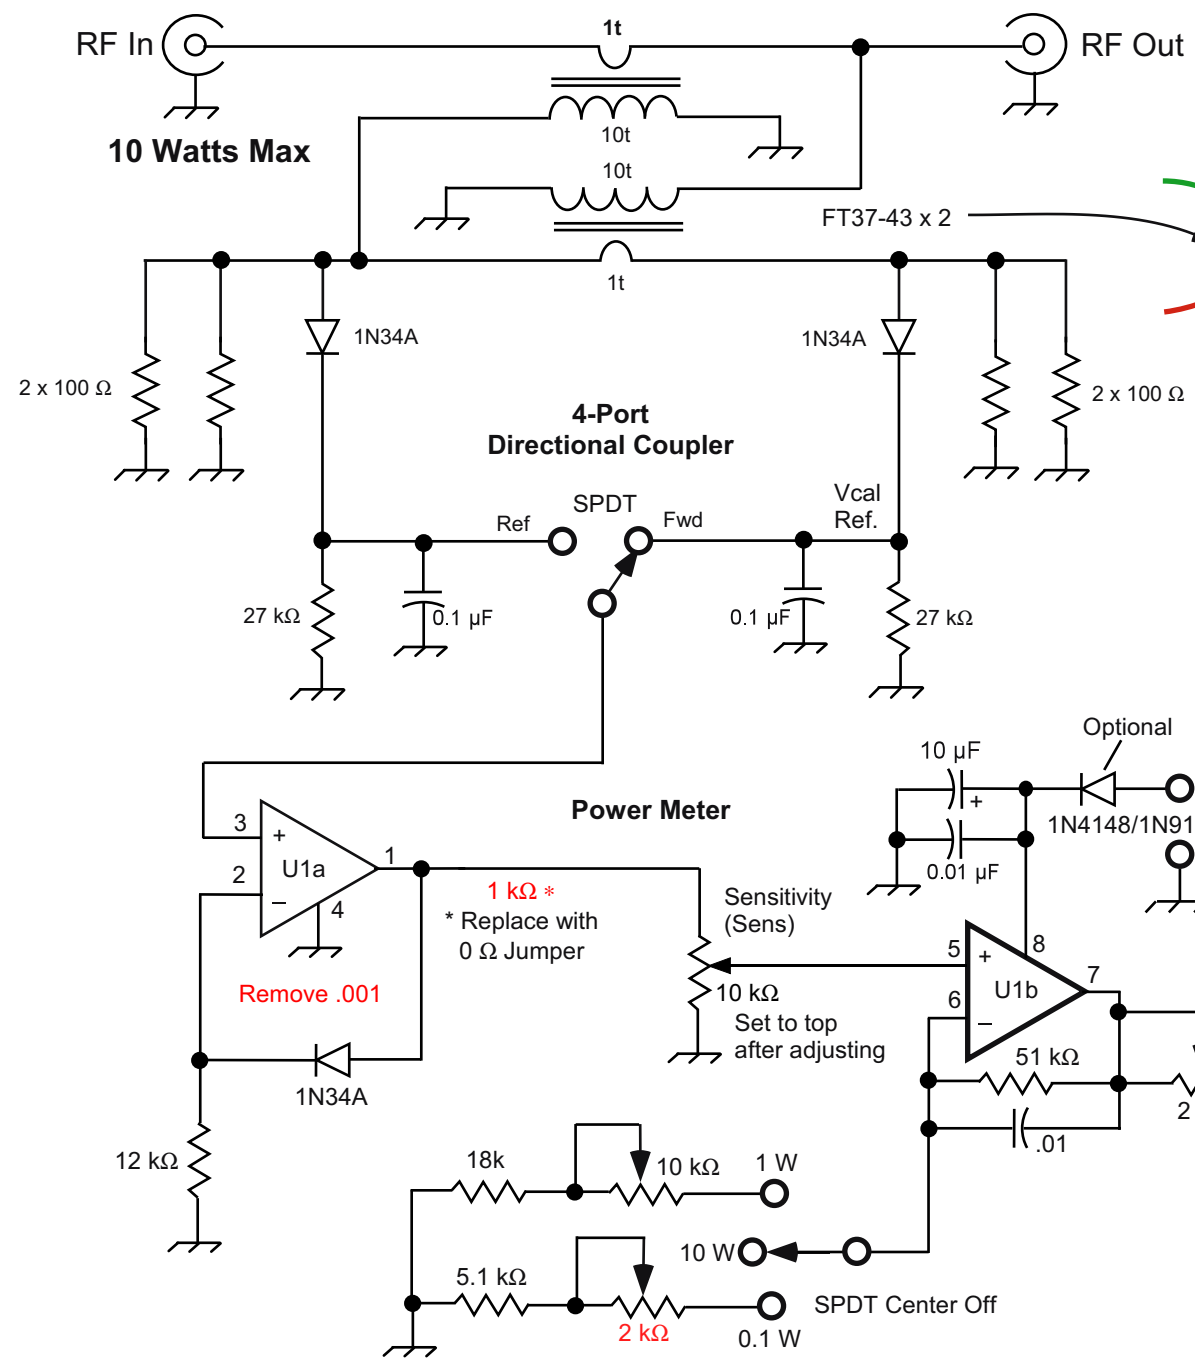 1t
RF In
RF Out
10t
10 Watts Max
10t
FT37-43 x 2
1t
1N34A
1N34A
2 x 100 Ω
2 x 100 Ω
4-Port
Directional Coupler
SPDT
Vcal
Ref.
Ref
Fwd
27 kΩ
0.1 µF
0.1 µF
27 kΩ
Optional
10 µF
+
1N4148/1N91
0.01 µF
Power Meter
3
+
U1a
1
2
–
4
1 kΩ *
* Replace with
0 Ω Jumper
Sensitivity
(Sens)
Remove .001
10 kΩ
Set to top
after adjusting
5
+
8
7
U1b
6
–
51 kΩ
2
.01
1N34A
12 kΩ
18k
10 kΩ
1 W
10 W
5.1 kΩ
2 kΩ
0.1 W
SPDT Center Off